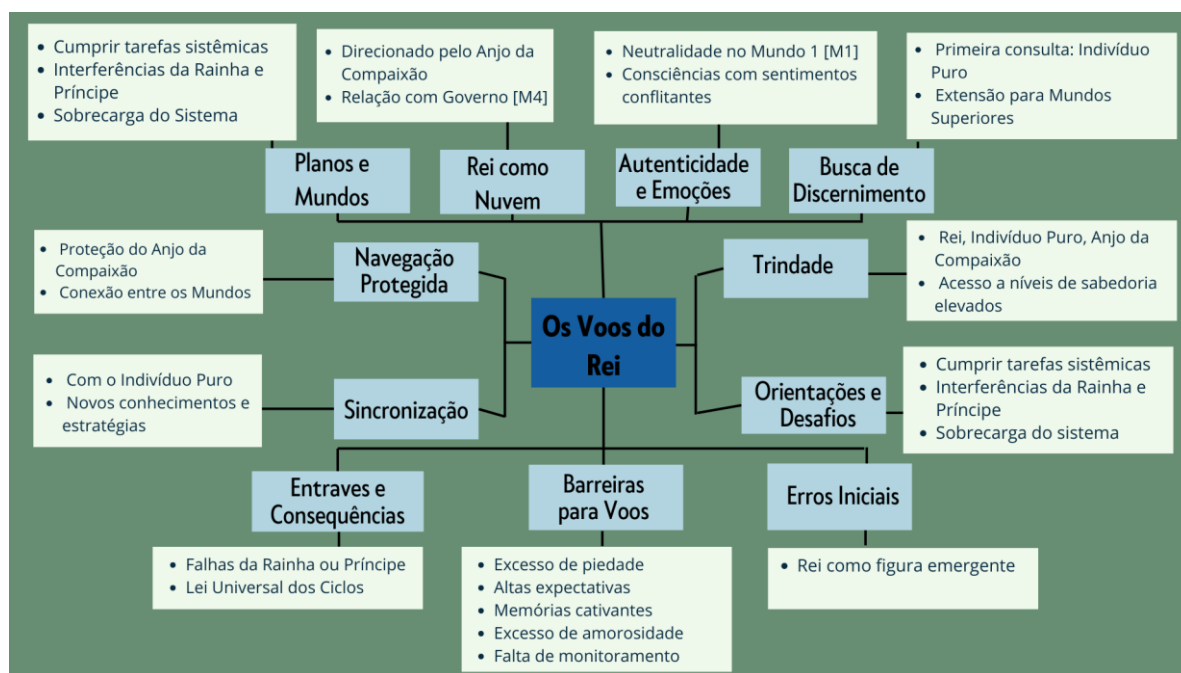 • Cumprir tarefas sistêmicas
• Interferências da Rainha e
Príncipe
• Sobrecarga do Sistema
• Direcionado pelo Anjo da
Compaixão
• Relação com Governo [M4]
• Neutralidade no Mundo 1 [M1]
• Consciências com sentimentos
conflitantes
• Primeira consulta: Indivíduo
Puro
• Extensão para Mundos
Superiores
Planos e
Mundos
Rei como
Nuvem
Autenticidade
e Emoções
Busca de
Discernimento
• Proteção do Anjo da
Compaixão
• Conexão entre os Mundos
Navegação
Protegida
Trindade
• Rei, Indivíduo Puro, Anjo da
Compaixão
• Acesso a níveis de sabedoria
elevados
Os Voos do
Rei
• Com o Indivíduo Puro
• Novos conhecimentos e
estratégias
Sincronização
Orientações e
Desafios
• Cumprir tarefas sistêmicas
• Interferências da Rainha e
Príncipe
• Sobrecarga do sistema
Entraves e
Consequências
Barreiras
para Voos
Erros Iniciais
• Falhas da Rainha ou Príncipe
• Lei Universal dos Ciclos
• Excesso de piedade
• Altas expectativas
• Memórias cativantes
• Excesso de amorosidade
• Falta de monitoramento
• Rei como figura emergente